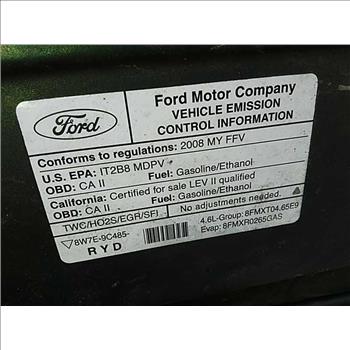 Ford
Ford Motor Company
VEHICLE EMISSION
CONTROL INFORMATION
Conforms to regulations: 2008 MY FFV
U.S. EPA: IT2B8 MDPV Fuel: Gasoline/Ethanol
OBD: CA II
California: Certified for sale LEV II qualify
OBD: CA II Fuel: Gasoline/Ethanol
TWC/HO2S/EGR/SFI No adjustments needed.
8W7E-9C485- 4.6L-Group: 8FMXT04.65E9
RYD Evap: 8FMXR0265GAS